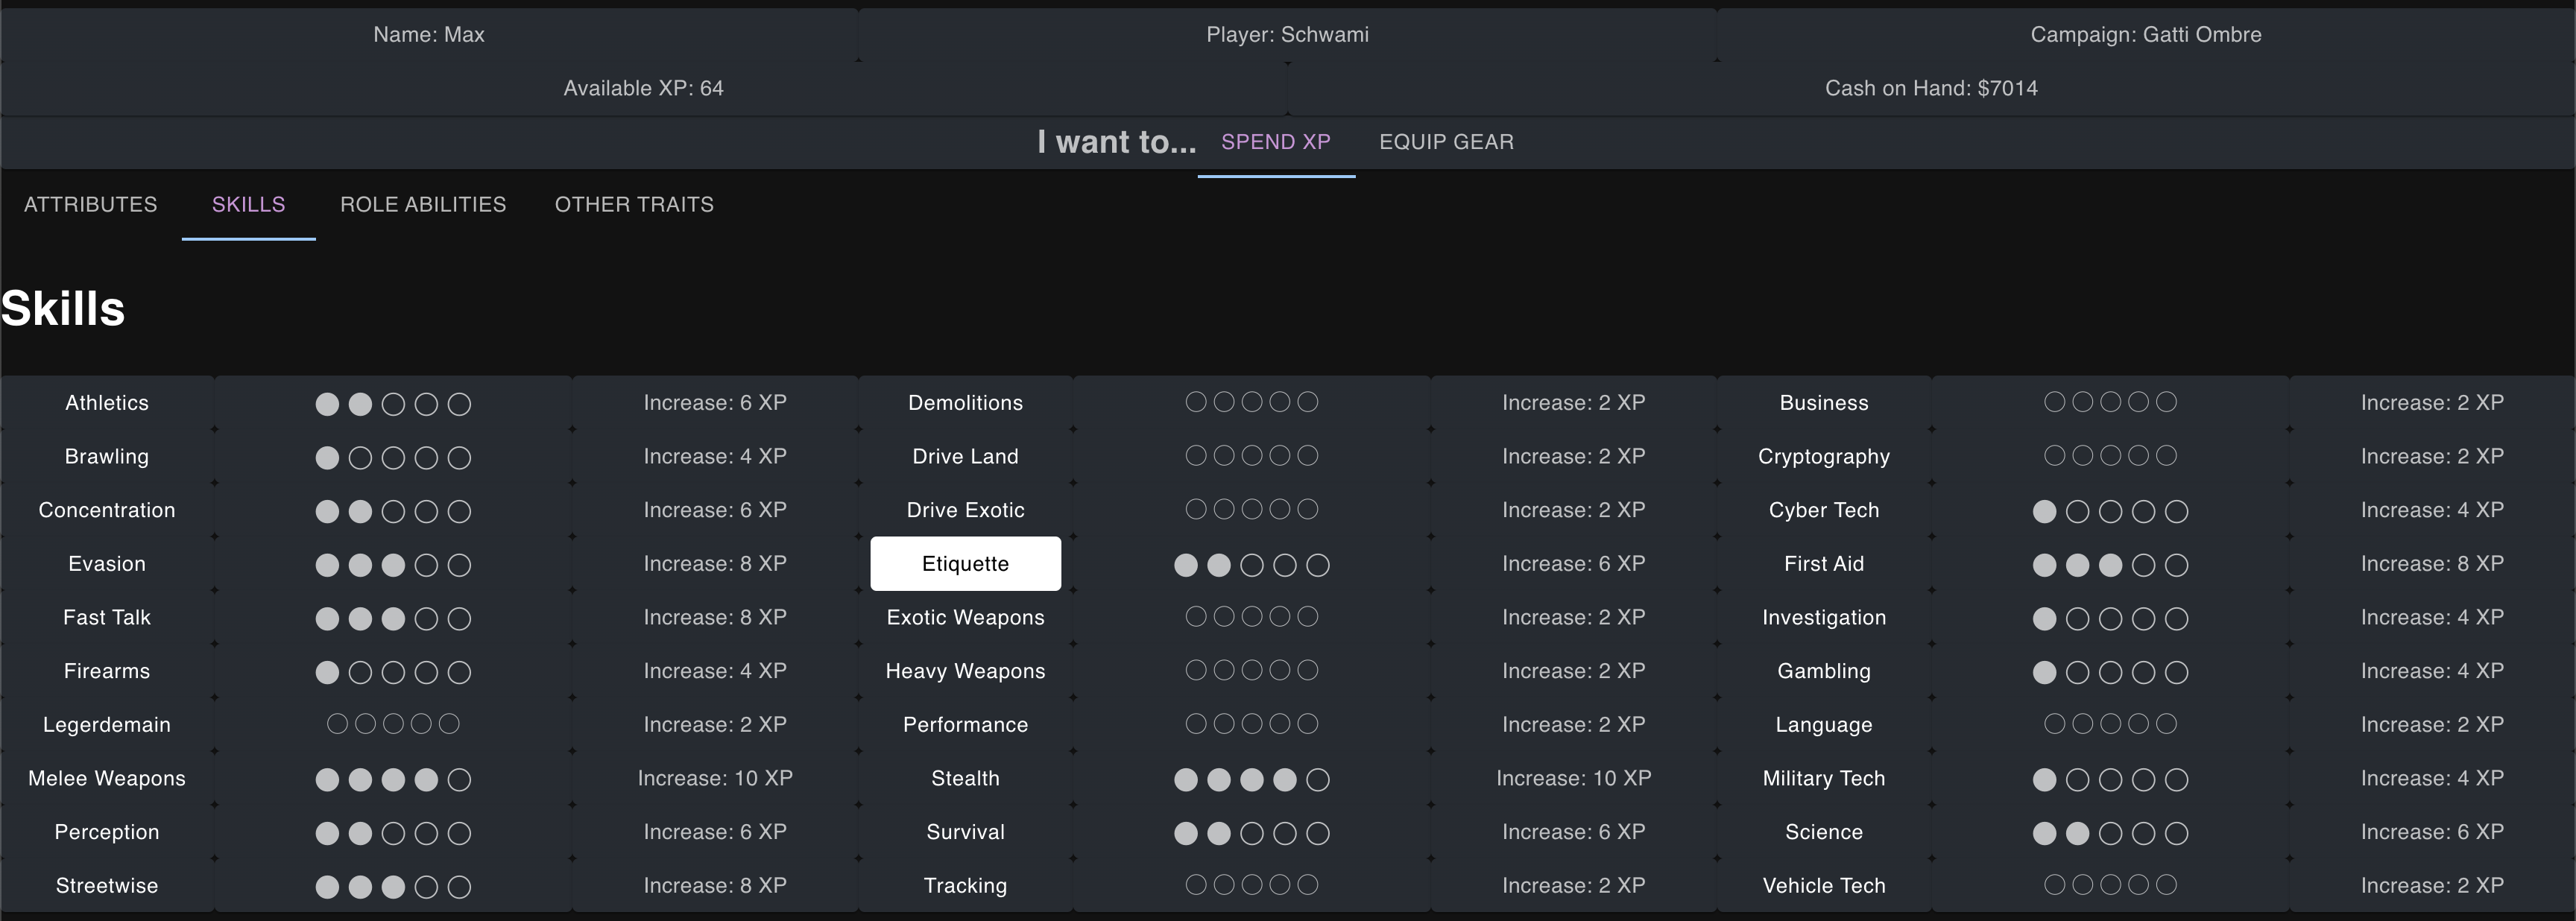 Name: Max Player: Schwami Campaign: Gatti Ombre
Available XP: 64 Cash on Hand: $7014
I want to... SPEND XP EQUIP GEAR
ATTRIBUTES SKILLS ROLE ABILITIES OTHER TRAITS
Skills
Athletics Increase: 6 XP Demolitions Increase: 2 XP Business Increase: 2 XP
Brawling Increase: 4 XP Drive Land Increase: 2 XP Cryptography Increase: 2 XP
Concentration Increase: 6 XP Drive Exotic Increase: 2 XP Cyber Tech Increase: 4 XP
Evasion Increase: 8 XP Etiquette Increase: 6 XP First Aid Increase: 8 XP
Fast Talk Increase: 8 XP Exotic Weapons Increase: 2 XP Investigation Increase: 4 XP
Firearms Increase: 4 XP Heavy Weapons Increase: 2 XP Gambling Increase: 4 XP
Legerdemain Increase: 2 XP Performance Increase: 2 XP Language Increase: 2 XP
Melee Weapons Increase: 10 XP Stealth Increase: 10 XP Military Tech Increase: 4 XP
Perception Increase: 6 XP Survival Increase: 6 XP Science Increase: 6 XP
Streetwise Increase: 8 XP Tracking Increase: 2 XP Vehicle Tech Increase: 2 XP